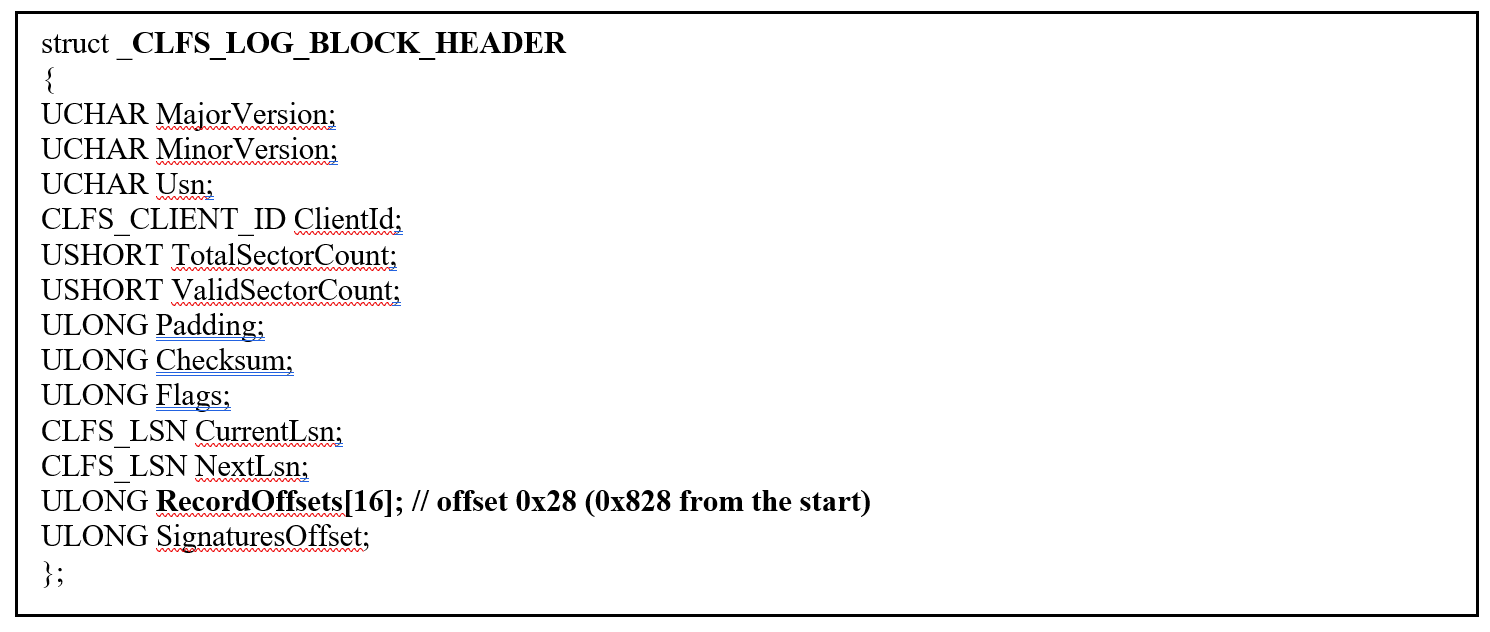 struct _CLFS_LOG_BLOCK_HEADER
{
UCHAR MajorVersion;
UCHAR MinorVersion;
UCHAR Usn;
CLFS_CLIENT_ID ClientId;
USHORT TotalSectorCount;
USHORT ValidSectorCount;
ULONG Padding;
ULONG Checksum;
ULONG Flags;
CLFS_LSN CurrentLsn;
CLFS_LSN NextLsn;
ULONG RecordOffsets[16]; // offset 0x28 (0x828 from the start)
ULONG SignaturesOffset;
};